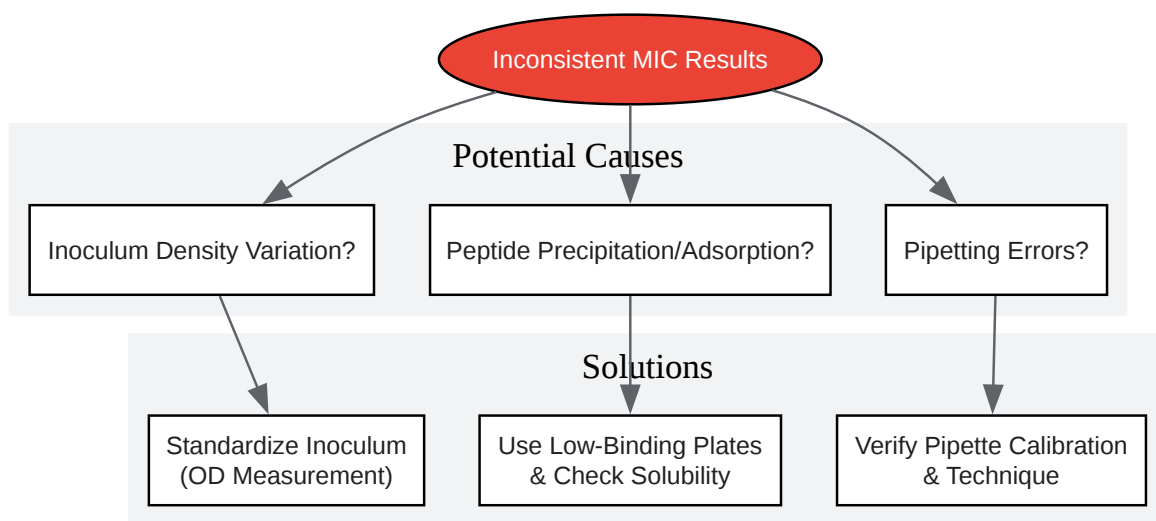 Inconsistent MIC Results
Potential Causes
Inoculum Density Variation?
Peptide Precipitation/Adsorption?
Pipetting Errors?
Solutions
Standardize Inoculum
(OD Measurement)
Use Low-Binding Plates
& Check Solubility
Verify Pipette Calibration
& Technique